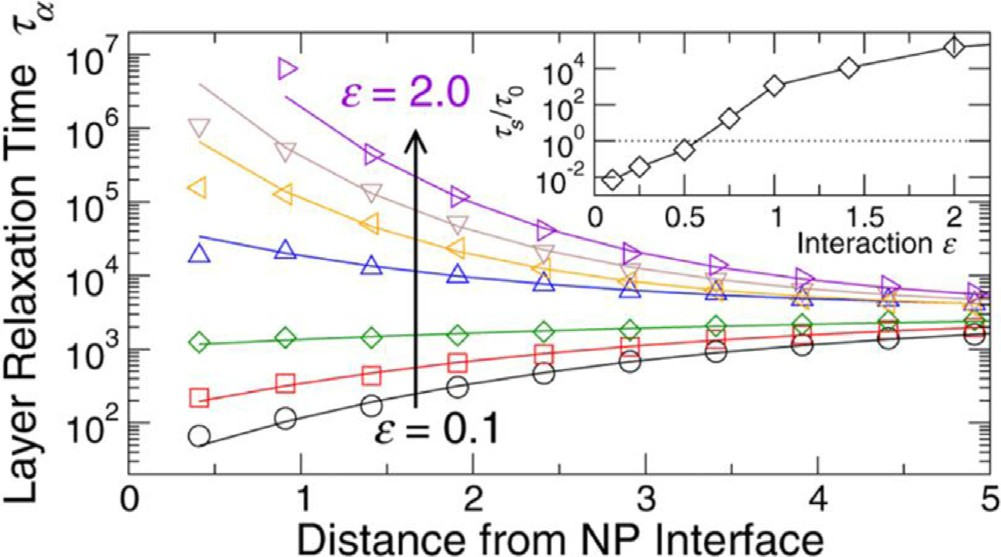 Layer Relaxation Time τα
10⁷
10⁶
10⁵
10⁴
10³
10²
ε = 2.0
ε = 0.1
0 1 2 3 4 5
Distance from NP Interface
τs/τ0
10⁴
10²
10⁰
10⁻²
0 0.5 1 1.5 2
Interaction ε